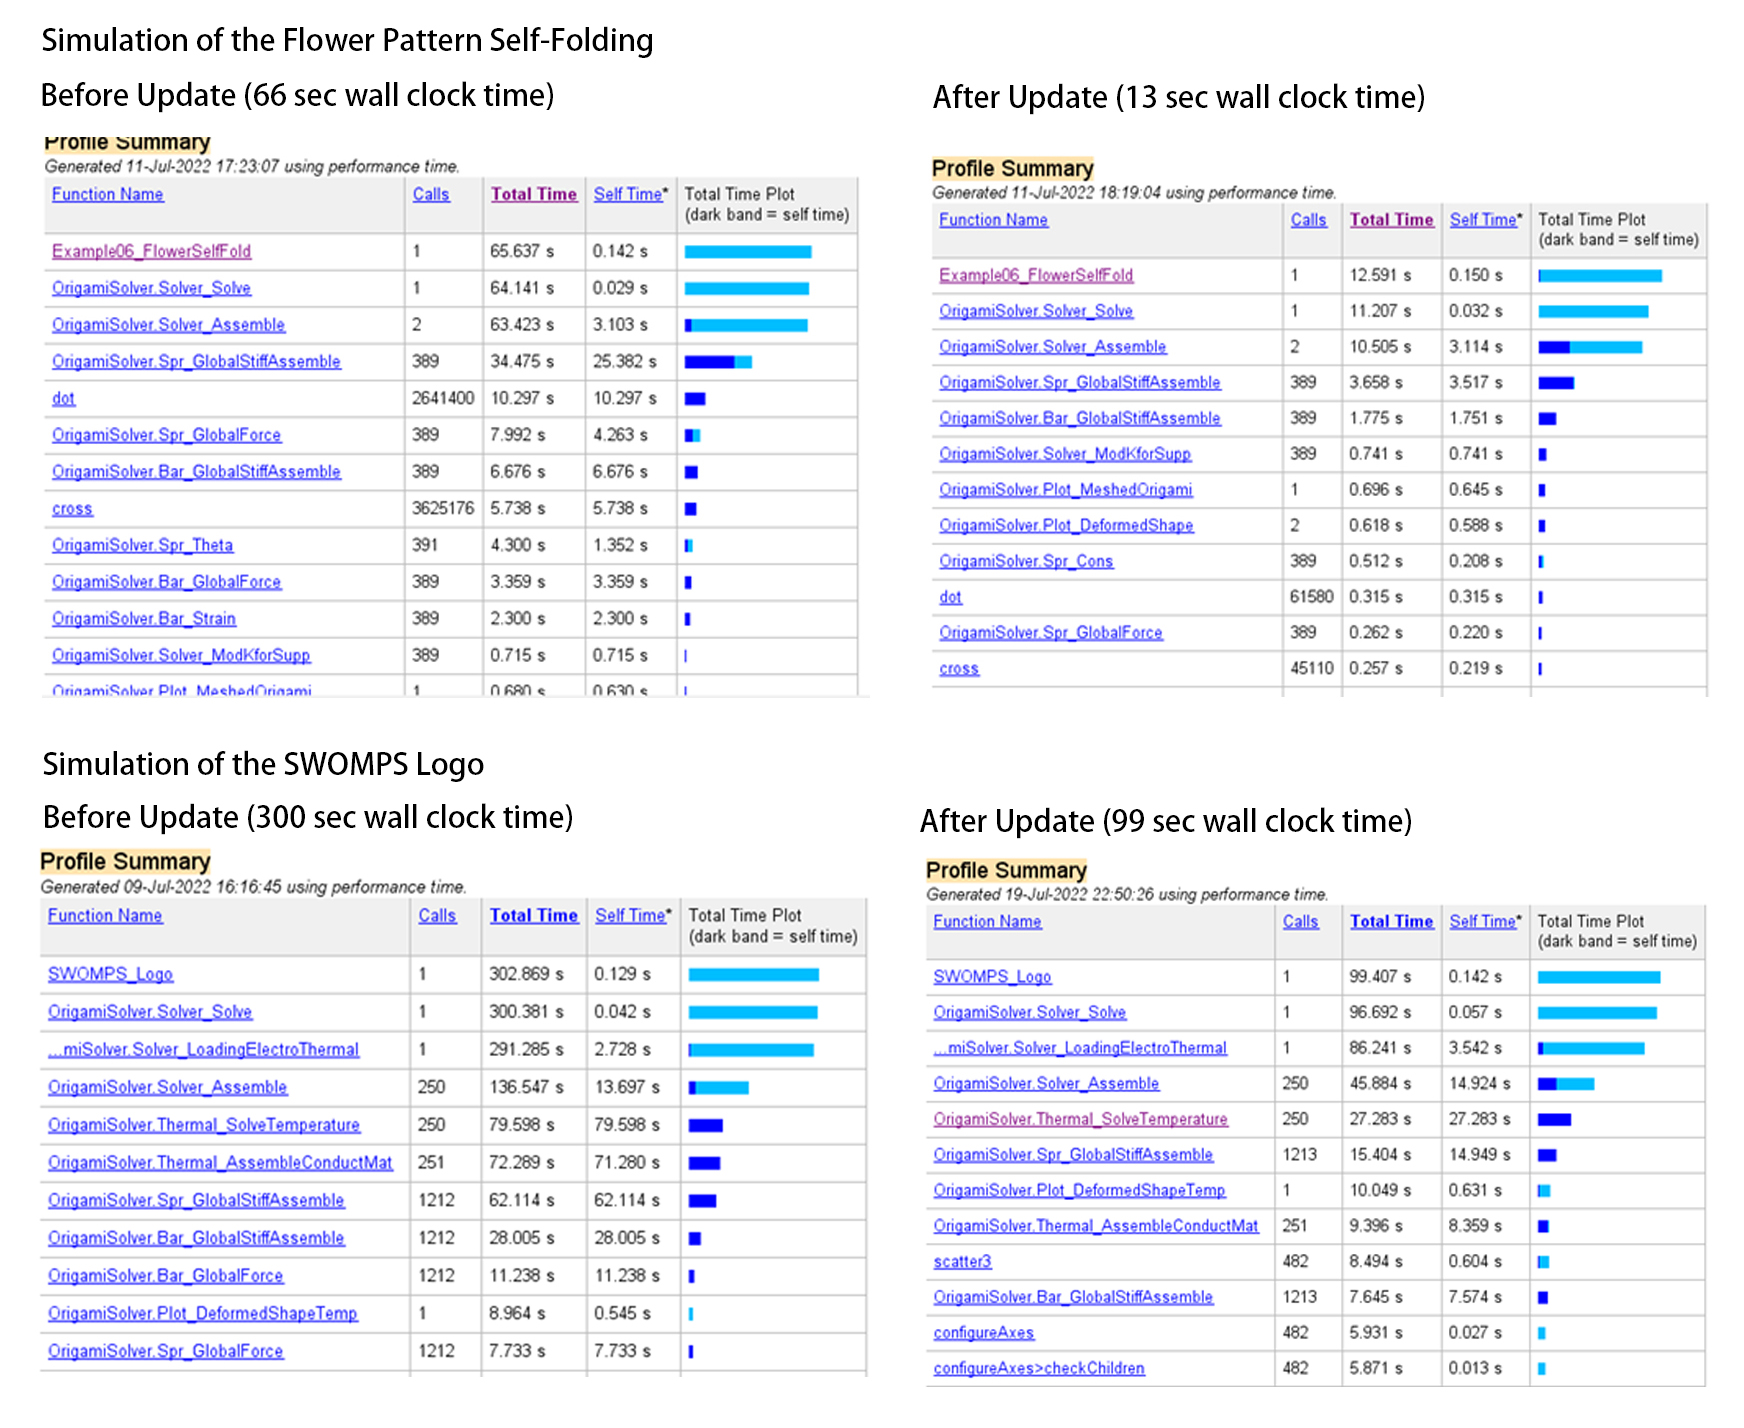 Simulation of the Flower Pattern Self-Folding
Before Update (66 sec wall clock time)
Profile Summary
Generated 11-Jul-2022 17:23:07 using performance time.
Function Name Calls Total Time Self Time* Total Time Plot
(dark band = self time)
Example06_FlowerSelfFold 1 65.637 s 0.142 s
OrigamiSolver.Solver_Solve 1 64.141 s 0.029 s
OrigamiSolver.Solver_Assemble 2 63.423 s 3.103 s
OrigamiSolver.Spr_GlobalStiffAssemble 389 34.475 s 25.382 s
dot 2641400 10.297 s 10.297 s
OrigamiSolver.Spr_GlobalForce 389 7.992 s 4.263 s
OrigamiSolver.Bar_GlobalStiffAssemble 389 6.676 s 6.676 s
cross 3625176 5.738 s 5.738 s
OrigamiSolver.Spr_Theta 391 4.300 s 1.352 s
OrigamiSolver.Bar_GlobalForce 389 3.359 s 3.359 s
OrigamiSolver.Bar_Strain 389 2.300 s 2.300 s
OrigamiSolver.Solver_ModKforSupp 389 0.715 s 0.715 s
OrigamiSolver.Plot_MeshedOrigami 1 0.680 s 0.630 s
After Update (13 sec wall clock time)
Profile Summary
Generated 11-Jul-2022 18:19:04 using performance time.
Function Name Calls Total Time Self Time* Total Time Plot
(dark band = self time)
Example06_FlowerSelfFold 1 12.591 s 0.150 s
OrigamiSolver.Solver_Solve 1 11.207 s 0.032 s
OrigamiSolver.Solver_Assemble 2 10.505 s 3.114 s
OrigamiSolver.Spr_GlobalStiffAssemble 389 3.658 s 3.517 s
OrigamiSolver.Bar_GlobalStiffAssemble 389 1.775 s 1.751 s
OrigamiSolver.Solver_ModKforSupp 389 0.741 s 0.741 s
OrigamiSolver.Plot_MeshedOrigami 1 0.696 s 0.645 s
OrigamiSolver.Plot_DeformedShape 2 0.618 s 0.588 s
OrigamiSolver.Spr_Cons 389 0.512 s 0.208 s
dot 61580 0.315 s 0.315 s
OrigamiSolver.Spr_GlobalForce 389 0.262 s 0.220 s
cross 45110 0.257 s 0.219 s
Simulation of the SWOMPS Logo
Before Update (300 sec wall clock time)
Profile Summary
Generated 09-Jul-2022 16:16:45 using performance time.
Function Name Calls Total Time Self Time* Total Time Plot
(dark band = self time)
SWOMPS_Logo 1 302.869 s 0.129 s
OrigamiSolver.Solver_Solve 1 300.381 s 0.042 s
...miSolver.Solver_LoadingElectroThermal 1 291.285 s 2.728 s
OrigamiSolver.Solver_Assemble 250 136.547 s 13.697 s
OrigamiSolver.Thermal_SolveTemperature 250 79.598 s 79.598 s
OrigamiSolver.Thermal_AssembleConductMat 251 72.289 s 71.280 s
OrigamiSolver.Spr_GlobalStiffAssemble 1212 62.114 s 62.114 s
OrigamiSolver.Bar_GlobalStiffAssemble 1212 28.005 s 28.005 s
OrigamiSolver.Bar_GlobalForce 1212 11.238 s 11.238 s
OrigamiSolver.Plot_DeformedShapeTemp 1 8.964 s 0.545 s
OrigamiSolver.Spr_GlobalForce 1212 7.733 s 7.733 s
After Update (99 sec wall clock time)
Profile Summary
Generated 19-Jul-2022 22:50:26 using performance time.
Function Name Calls Total Time Self Time* Total Time Plot
(dark band = self time)
SWOMPS_Logo 1 99.407 s 0.142 s
OrigamiSolver.Solver_Solve 1 96.692 s 0.057 s
...miSolver.Solver_LoadingElectroThermal 1 86.241 s 3.542 s
OrigamiSolver.Solver_Assemble 250 45.884 s 14.924 s
OrigamiSolver.Thermal_SolveTemperature 250 27.283 s 27.283 s
OrigamiSolver.Spr_GlobalStiffAssemble 1213 15.404 s 14.949 s
OrigamiSolver.Plot_DeformedShapeTemp 1 10.049 s 0.631 s
OrigamiSolver.Thermal_AssembleConductMat 251 9.396 s 8.359 s
scatter3 482 8.494 s 0.604 s
OrigamiSolver.Bar_GlobalStiffAssemble 1213 7.645 s 7.574 s
configureAxes 482 5.931 s 0.027 s
configureAxes>checkChildren 482 5.871 s 0.013 s